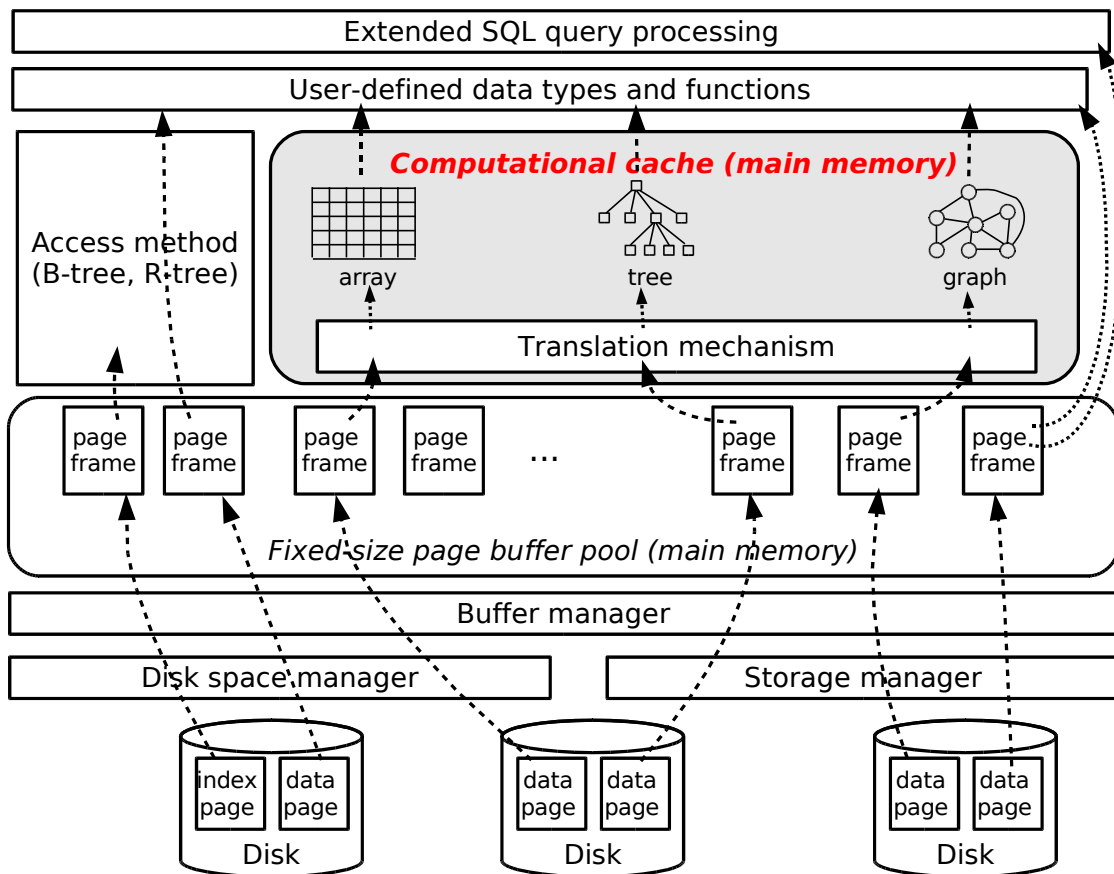 Extended SQL query processing
User-defined data types and functions
Computational cache (main memory)
Access method
(B-tree, R-tree)
array
tree
graph
Translation mechanism
page
frame
page
frame
page
frame
page
frame
...
page
frame
page
frame
page
frame
Fixed-size page buffer pool (main memory)
Buffer manager
Disk space manager
Storage manager
index
page
data
page
data
page
data
page
data
page
data
page
Disk
Disk
Disk